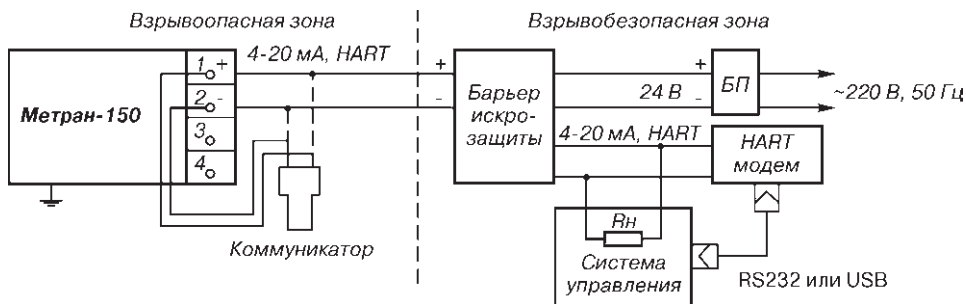 Взрывоопасная зона
Взрывобезопасная зона
1 +
4-20 мА, HART
+
+
2 -
-
24 В
-
БП
~220 В, 50 Гц
Метран-150
Барьер
искро-
защиты
3
4-20 мА, HART
HART
модем
4
Rн
Коммуникатор
Система
управления
RS232 или USB